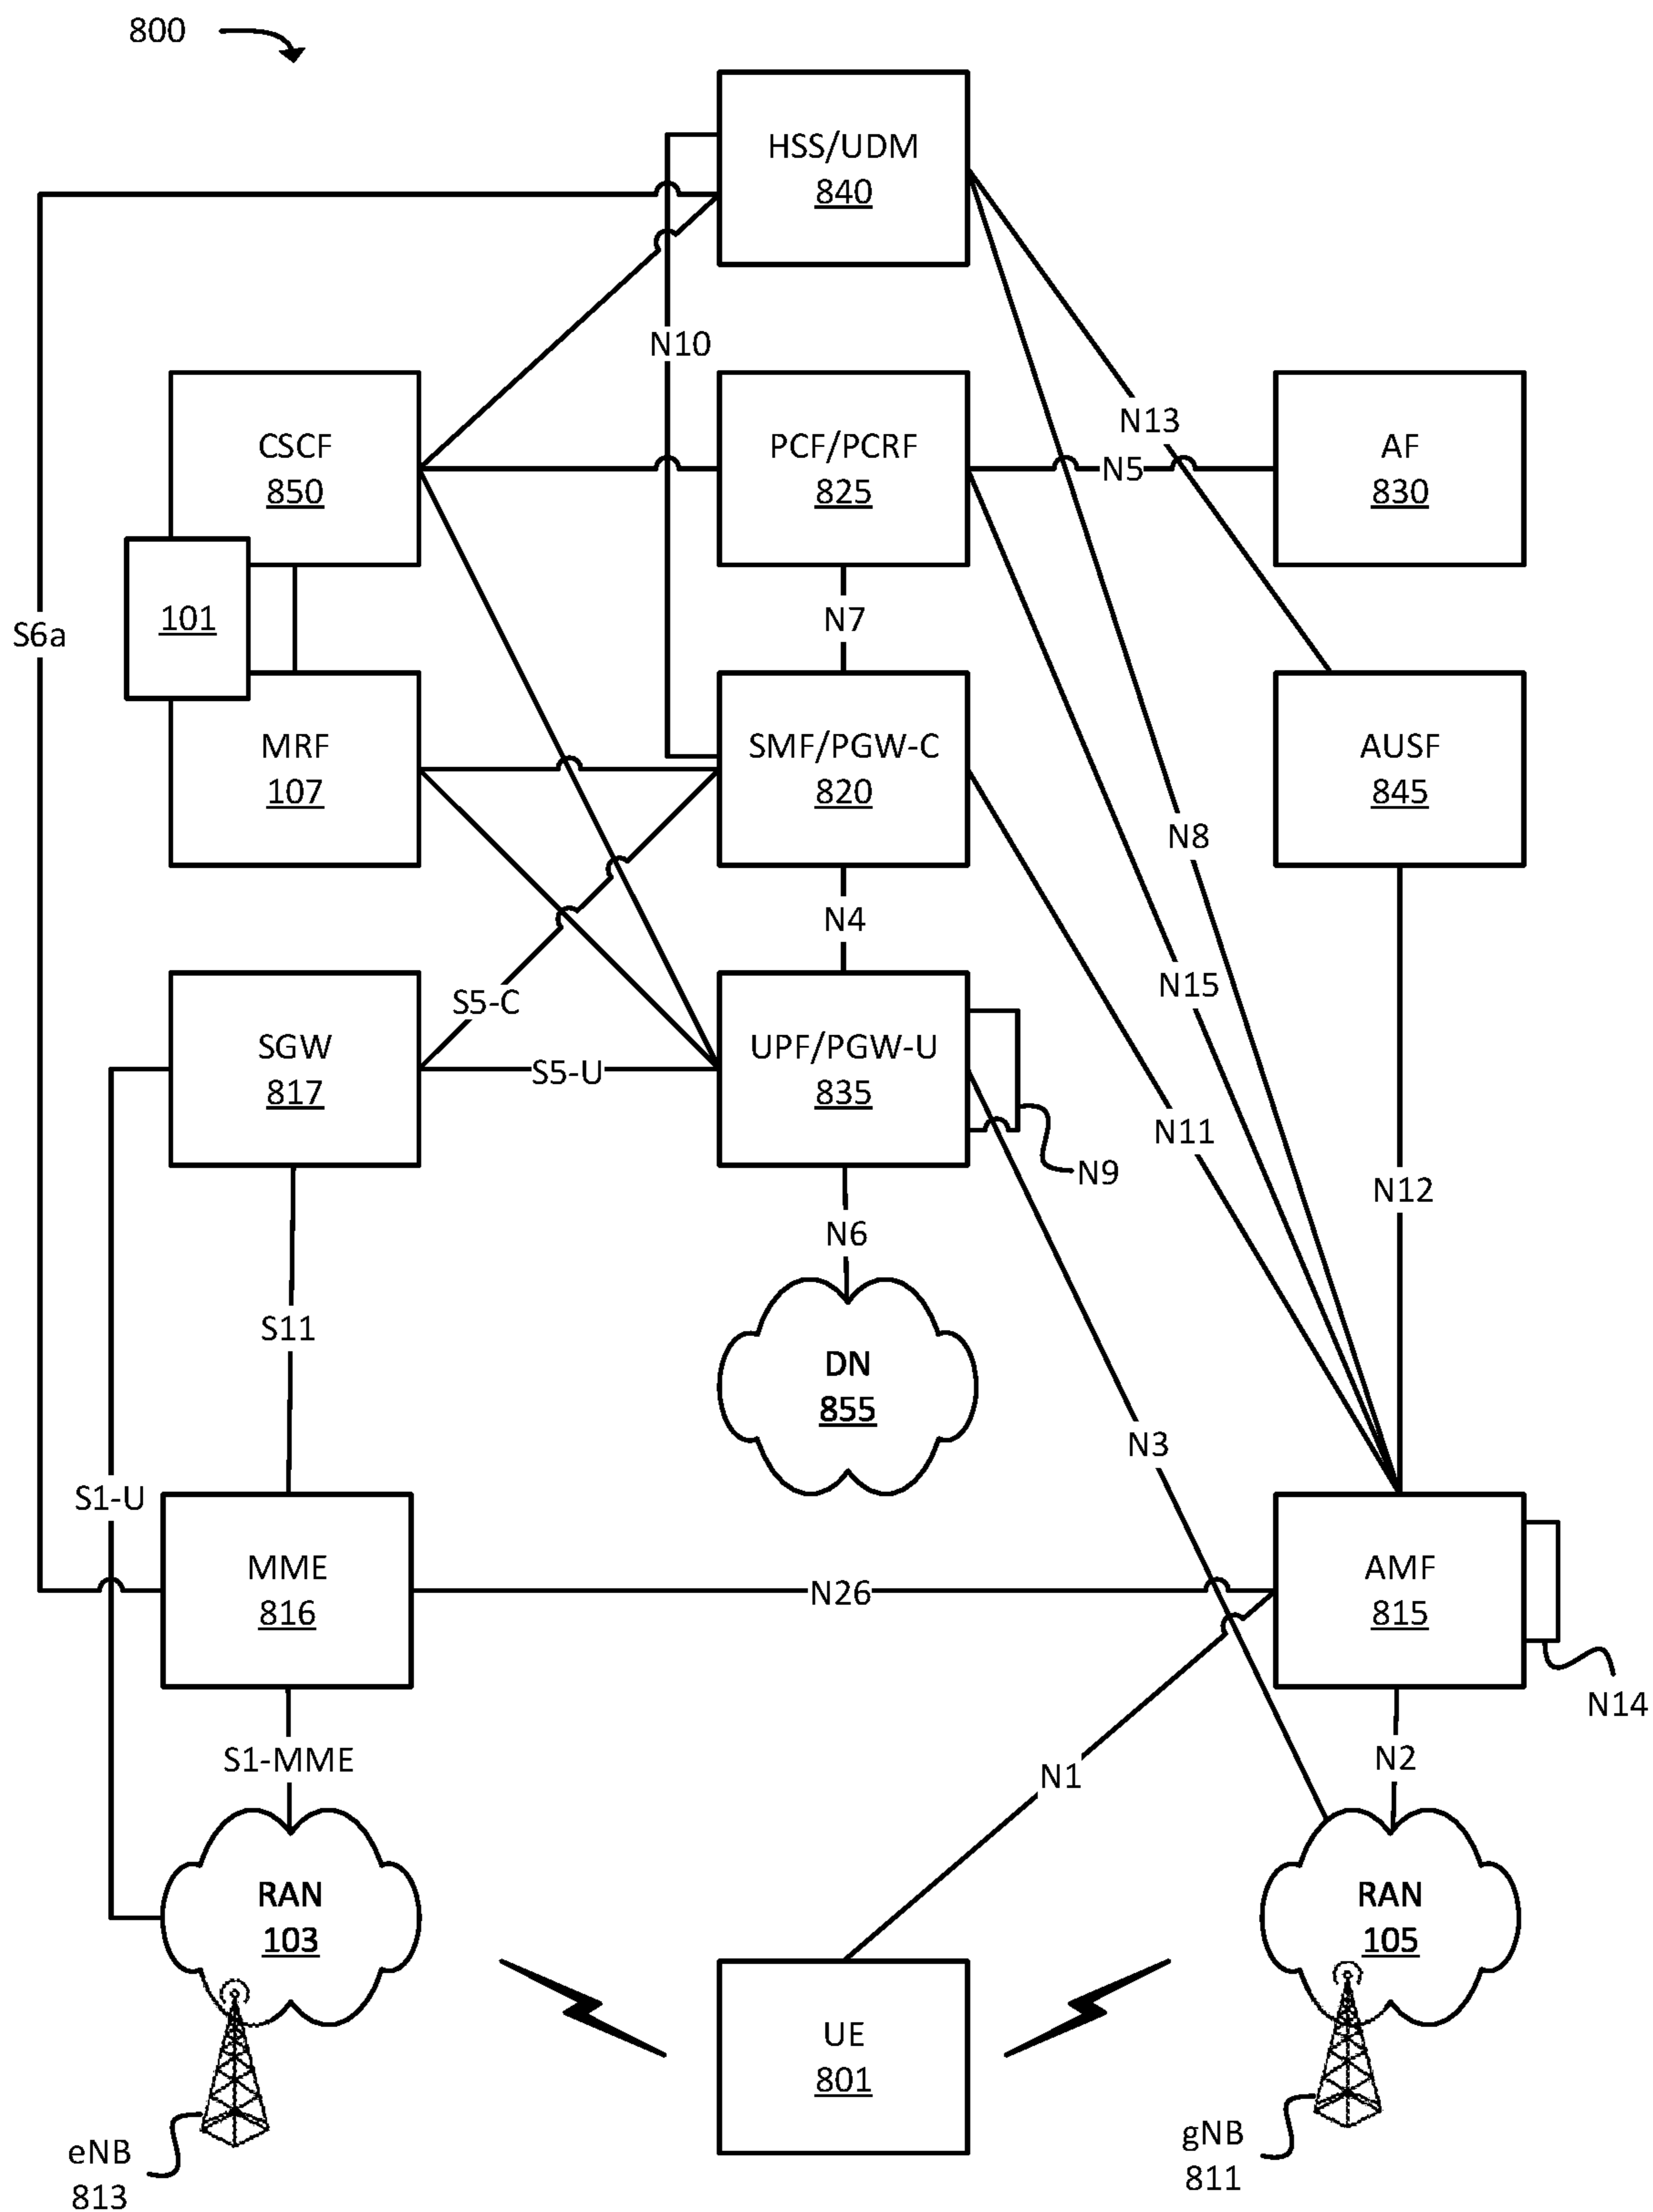 800
HSS/UDM
840
N10
CSCF
850
PCF/PCRF
825
N13
N5
AF
830
101
S6a
N7
MRF
107
SMF/PGW-C
820
N8
AUSF
845
N4
N15
S5-C
SGW
817
S5-U
UPF/PGW-U
835
N11
N9
N12
N6
S11
DN
855
N3
S1-U
MME
816
N26
AMF
815
N14
S1-MME
N1
N2
RAN
103
RAN
105
UE
801
eNB
813
gNB
811